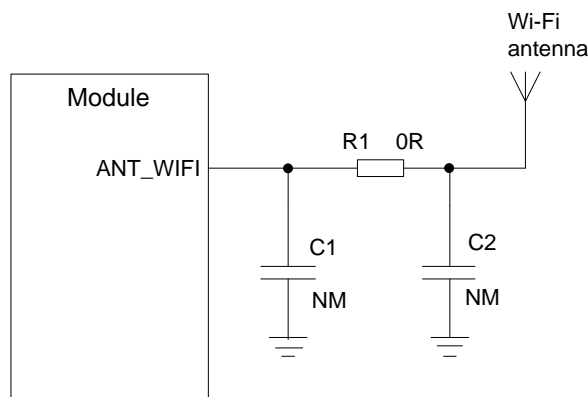 Wi-Fi
antenna
Module
R1 0R
ANT_WIFI
C1
C2
NM
NM